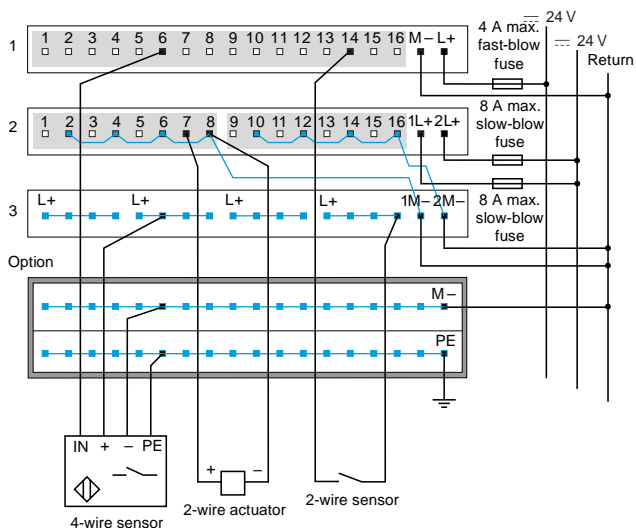 1 1 2 3 4 5 6 7 8 9 10 11 12 13 14 15 16 M– L+
4 A max.
fast-blow
fuse
24 V
24 V
Return
2 1 2 3 4 5 6 7 8 9 10 11 12 13 14 15 16 1L+ 2L+
8 A max.
slow-blow
fuse
3 L+ L+ L+ L+ 1M– 2M–
8 A max.
slow-blow
fuse
Option
M–
PE
IN + – PE
+ –
4-wire sensor
2-wire actuator
2-wire sensor